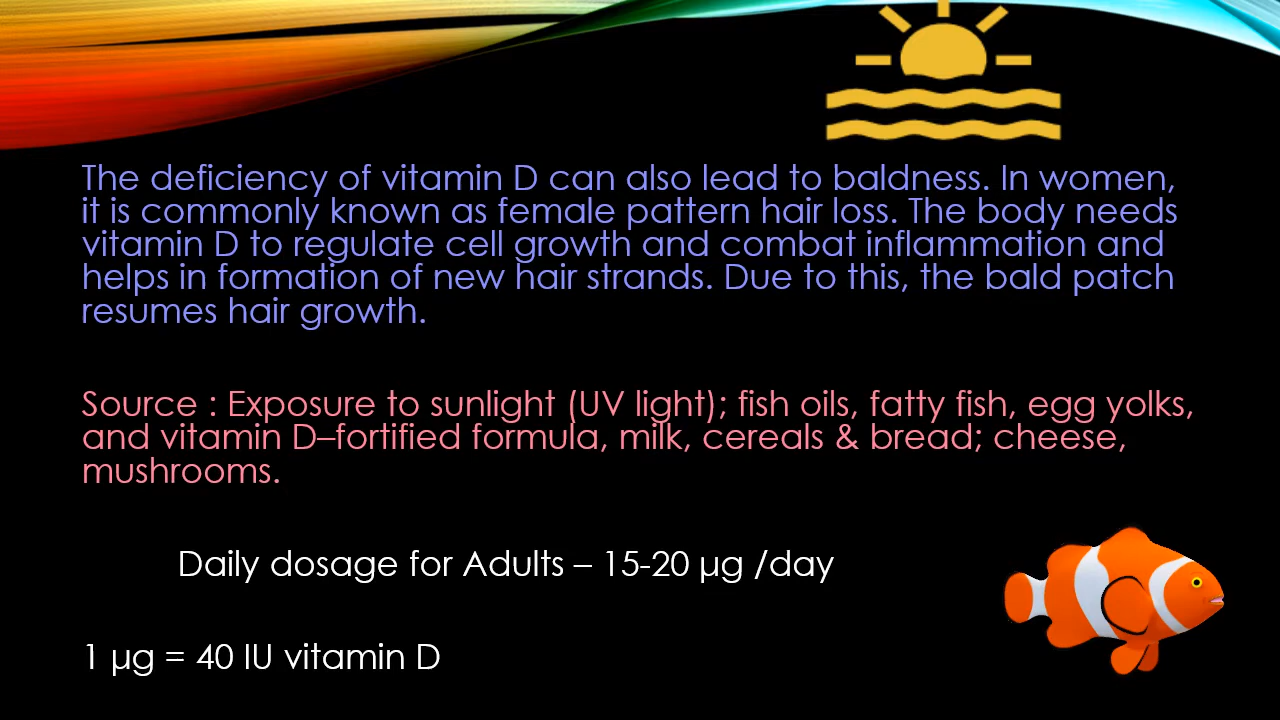 The deficiency of vitamin D can also lead to baldness. In women,
it is commonly known as female pattern hair loss. The body needs
vitamin D to regulate cell growth and combat inflammation and
helps in formation of new hair strands. Due to this, the bald patch
resumes hair growth.
Source : Exposure to sunlight (UV light); fish oils, fatty fish, egg yolks,
and vitamin D–fortified formula, milk, cereals & bread; cheese,
mushrooms.
Daily dosage for Adults – 15-20 µg /day
1 µg = 40 IU vitamin D